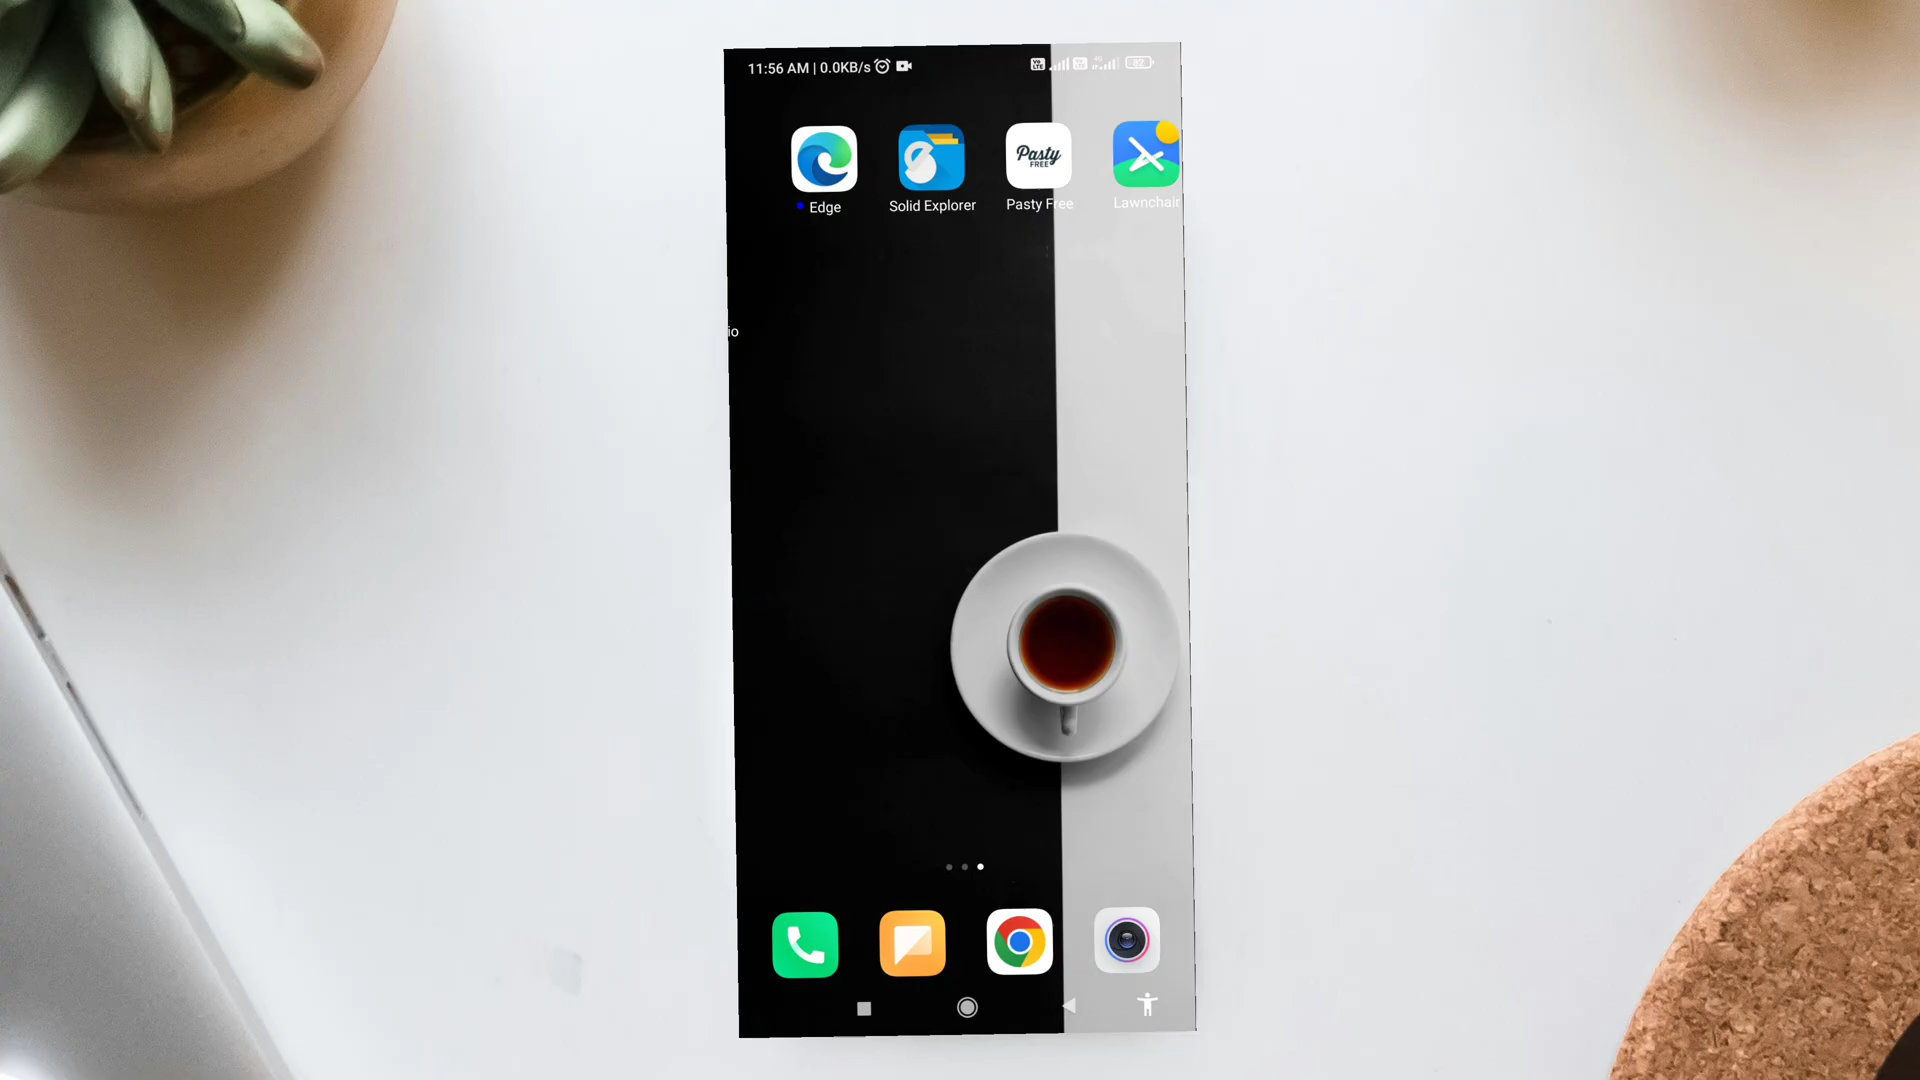 11:56 AM | 0.0KB/s
Edge
Solid Explorer
Pasty FREE
Pasty Free
Lawnchair
io